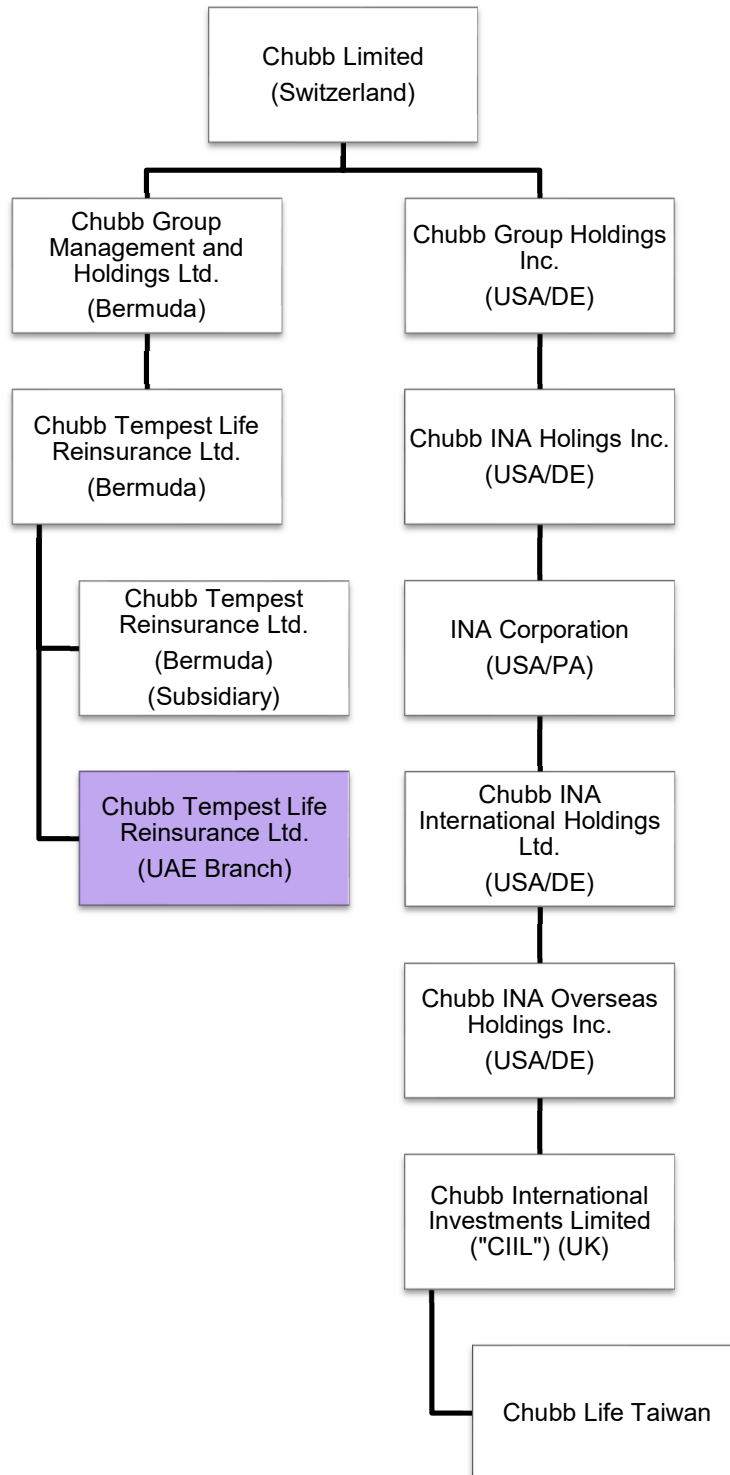 Chubb Limited
(Switzerland)
Chubb Group
Management and
Holdings Ltd.
(Bermuda)
Chubb Group Holdings
Inc.
(USA/DE)
Chubb Tempest Life
Reinsurance Ltd.
(Bermuda)
Chubb INA Holings Inc.
(USA/DE)
Chubb Tempest
Reinsurance Ltd.
(Bermuda)
(Subsidiary)
INA Corporation
(USA/PA)
Chubb Tempest Life
Reinsurance Ltd.
(UAE Branch)
Chubb INA
International Holdings
Ltd.
(USA/DE)
Chubb INA Overseas
Holdings Inc.
(USA/DE)
Chubb International
Investments Limited
("CIIL") (UK)
Chubb Life Taiwan